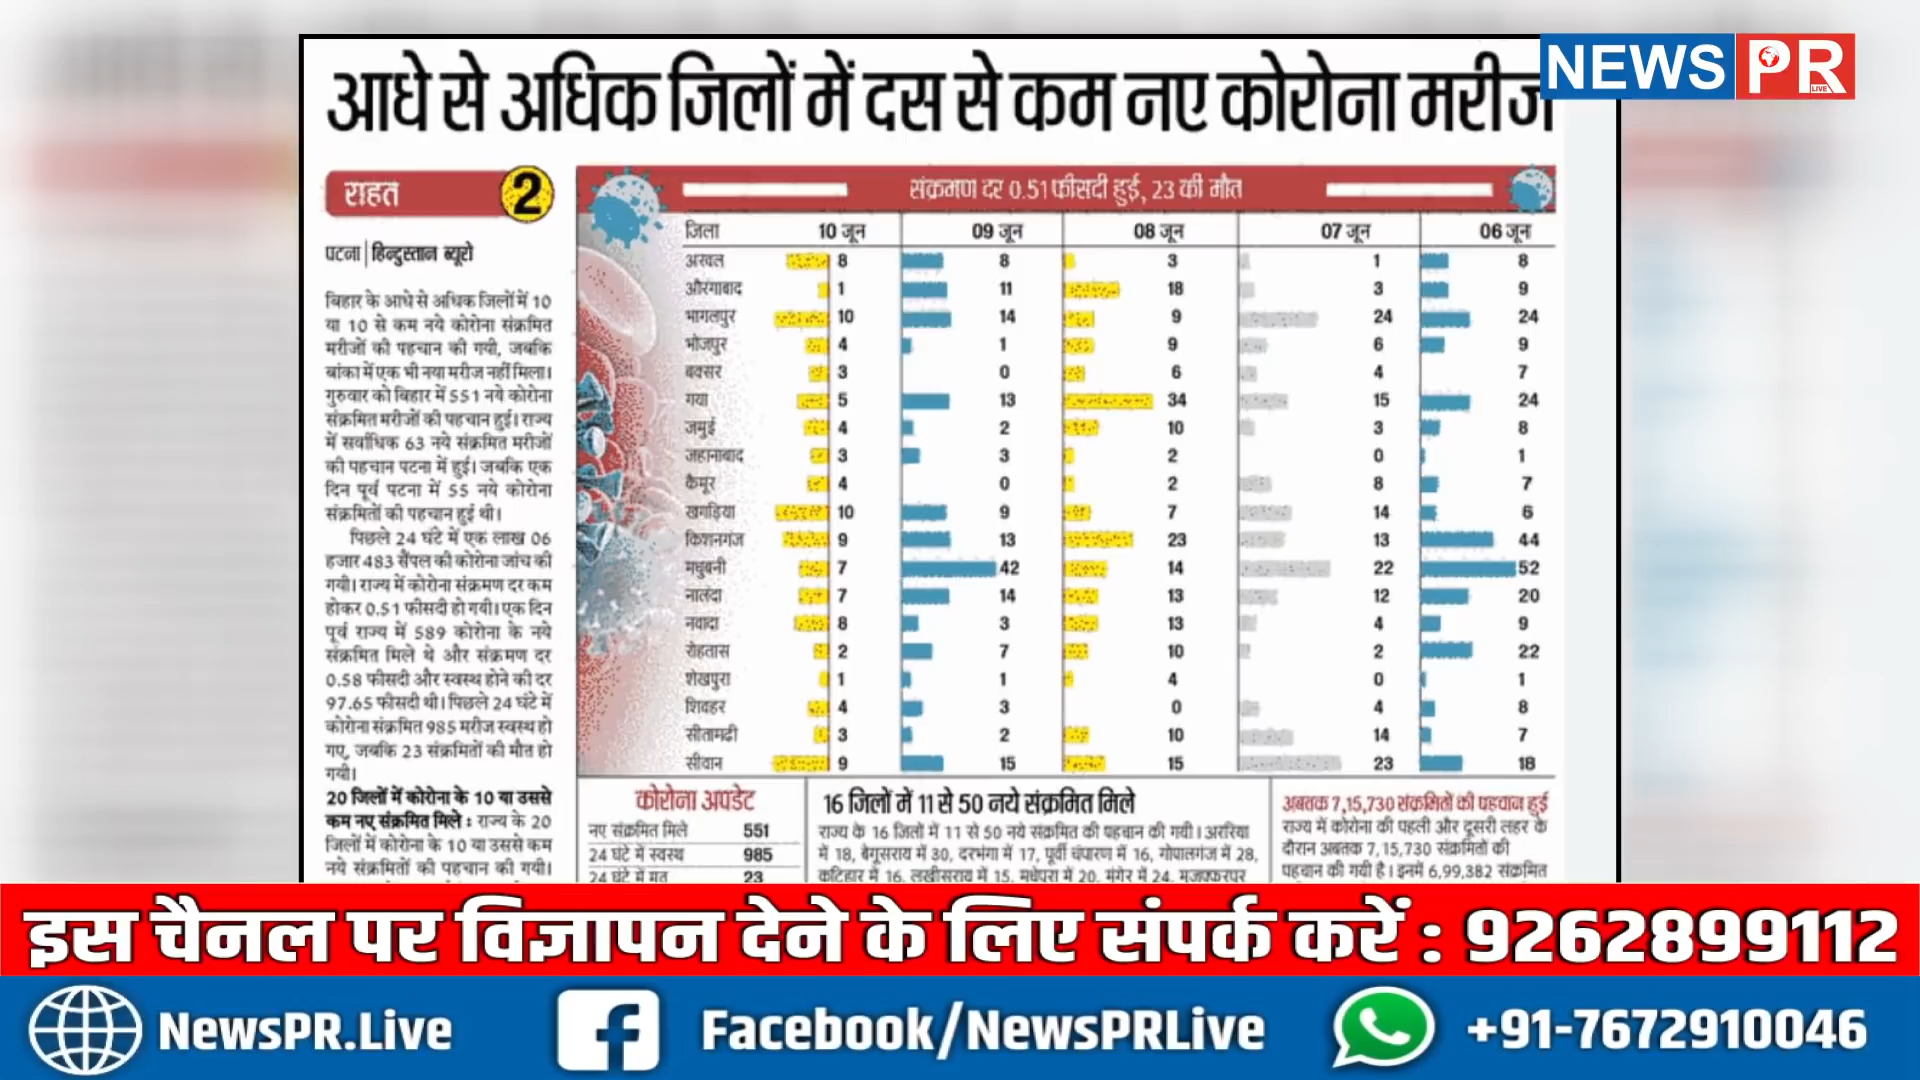 NEWS PR
LIVE
आधे से अधिक जिलों में दस से कम नए कोरोना मरीज
राहत 2
पटना | हिन्दुस्तान ब्यूरो
बिहार के आधे से अधिक जिलों में 10
या 10 से कम नये कोरोना संक्रमित
मरीजों की पहचान की गयी, जबकि
बांका में एक भी नया मरीज नहीं मिला।
गुरुवार को बिहार में 551 नये कोरोना
संक्रमित मरीजों की पहचान हुई। राज्य
में सर्वाधिक 63 नये संक्रमित मरीजों
की पहचान पटना में हुई। जबकि एक
दिन पूर्व पटना में 55 नये कोरोना
संक्रमितों की पहचान हुई थी।
पिछले 24 घंटे में एक लाख 06
हजार 483 सैंपल की कोरोना जांच की
गयी। राज्य में कोरोना संक्रमण दर कम
होकर 0.51 फीसदी हो गयी। एक दिन
पूर्व राज्य में 589 कोरोना के नये
संक्रमित मिले थे और संक्रमण दर
0.58 फीसदी और स्वस्थ होने की दर
97.65 फीसदी थी। पिछले 24 घंटे में
कोरोना संक्रमित 985 मरीज स्वस्थ हो
गए, जबकि 23 संक्रमितों की मौत हो
गयी।
20 जिलों में कोरोना के 10 या उससे
कम नए संक्रमित मिले : राज्य के 20
जिलों में कोरोना के 10 या उससे कम
नये संक्रमितों की पहचान की गयी।
संक्रमण दर 0.51 फीसदी हुई, 23 की मौत
जिला 10 जून 09 जून 08 जून 07 जून 06 जून
अरवल 8 8 3 1 8
औरंगाबाद 1 11 18 3 9
भागलपुर 10 14 9 24 24
भोजपुर 4 1 9 6 9
बक्सर 3 0 6 4 7
गया 5 13 34 15 24
जमुई 4 2 10 3 8
जहानाबाद 3 3 2 0 1
कैमूर 4 0 2 8 7
खगड़िया 10 9 7 14 6
किशनगंज 9 13 23 13 44
मधुबनी 7 42 14 22 52
नालंदा 7 14 13 12 20
नवादा 8 3 13 4 9
रोहतास 2 7 10 2 22
शेखपुरा 1 1 4 0 1
शिवहर 4 3 0 4 8
सीतामढी 3 2 10 14 7
सीवान 9 15 15 23 18
कोरोना अपडेट
नए संक्रमित मिले 551
24 घंटे में स्वस्थ 985
24 घंटे में मृत 23
16 जिलों में 11 से 50 नये संक्रमित मिले
राज्य के 16 जिलों में 11 से 50 नये संक्रमित की पहचान की गयी। अररिया
में 18, बेगूसराय में 30, दरभंगा में 17, पूर्वी चंपारण में 16, गोपालगंज में 28,
कटिहार में 16, लखीसराय में 15, मधेपुरा में 20, मुंगेर में 24, मुजफ्फरपुर
अबतक 7,15,730 संक्रमितों की पहचान हुई
राज्य में कोरोना की पहली और दूसरी लहर के
दौरान अबतक 7,15,730 संक्रमितों की
पहचान की गयी है। इनमें 6,99,382 संक्रमित
इस चैनल पर विज्ञापन देने के लिए संपर्क करें : 9262899112
NewsPR.Live Facebook/NewsPRLive +91-7672910046